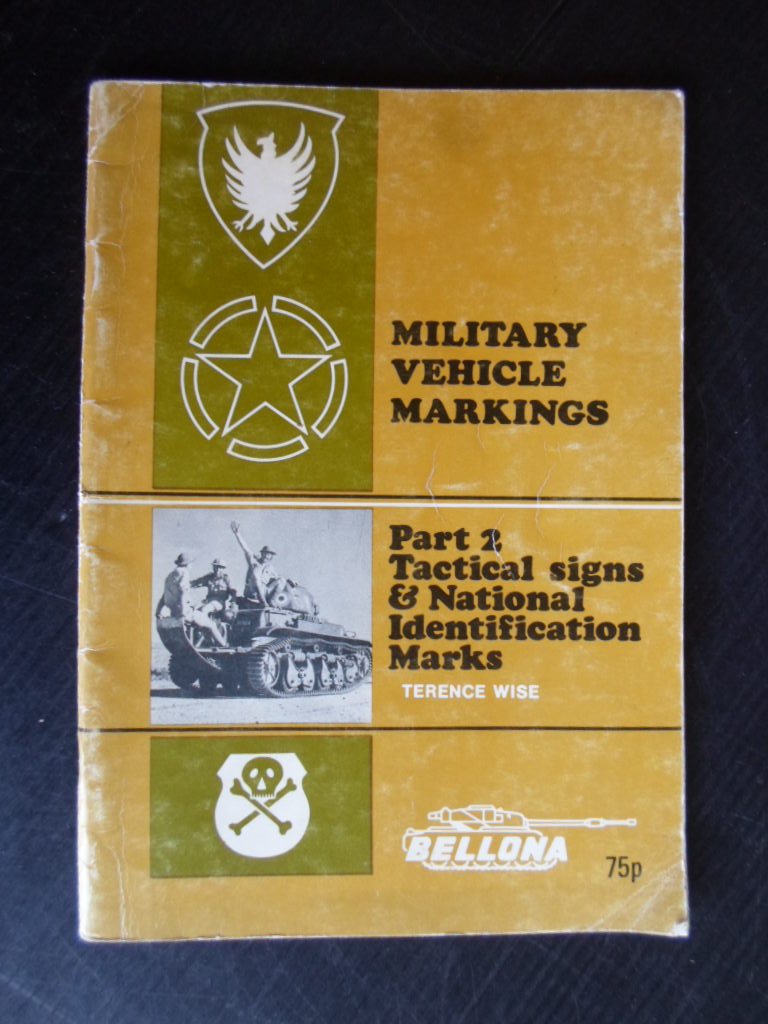 MILITARY
VEHICLE
MARKINGS
Part 2
Tactical signs
& National
Identification
Marks
TERENCE WISE
BELLONA
75p